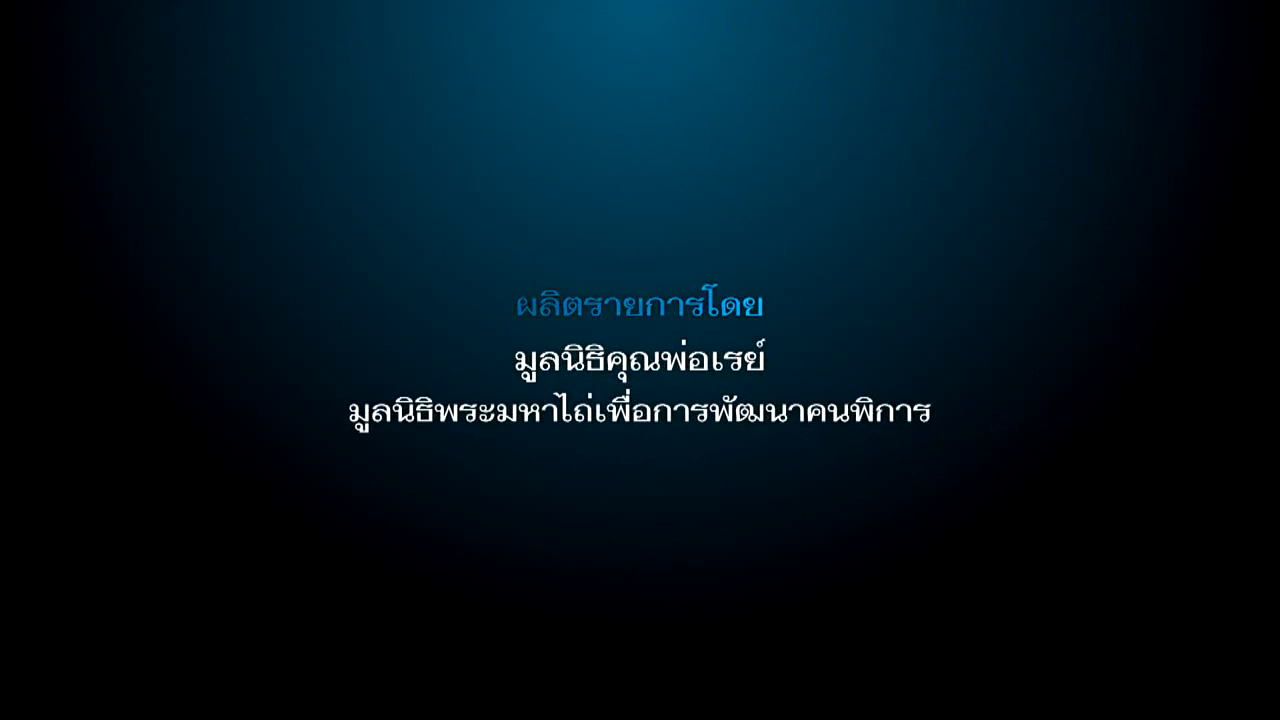 ผลิตรายการโดย
มูลนิธิคุณพ่อเรย์
มูลนิธิพระมหาไถ่เพื่อการพัฒนาคนพิการ